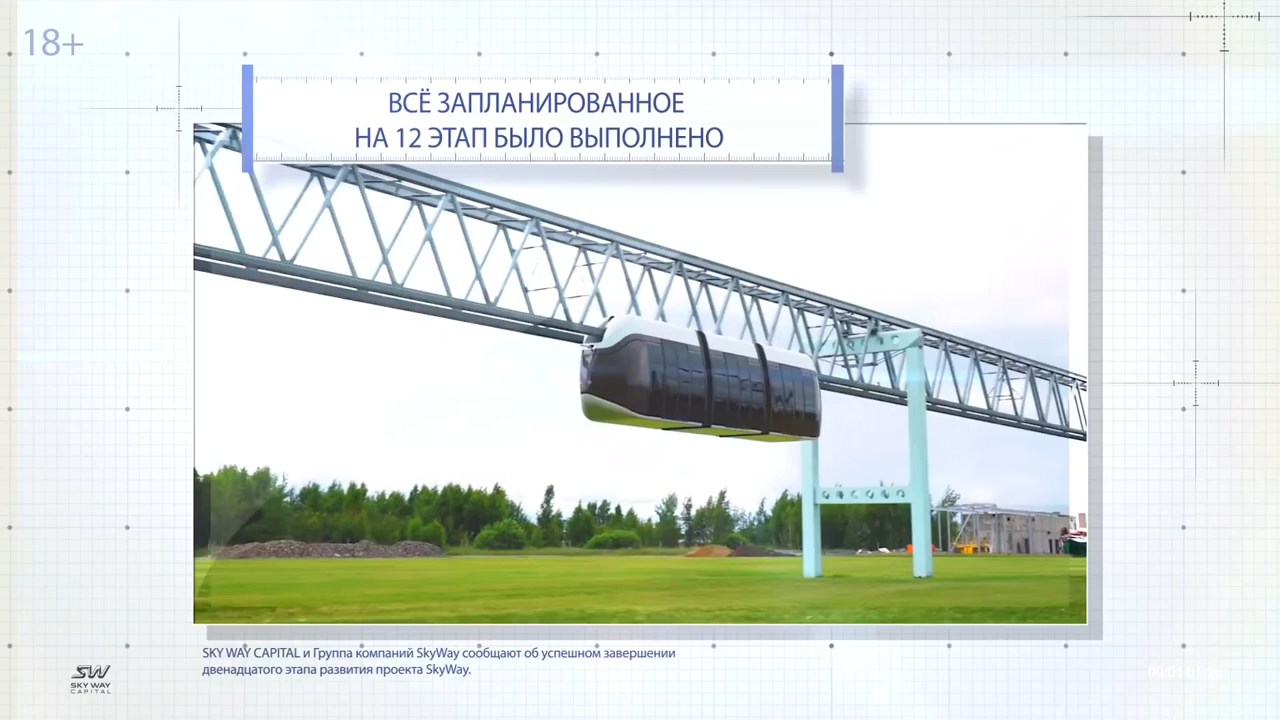 18+
ВСЁ ЗАПЛАНИРОВАННОЕ
НА 12 ЭТАП БЫЛО ВЫПОЛНЕНО
SKY WAY CAPITAL и Группа компаний SkyWay сообщают об успешном завершении
двенадцатого этапа развития проекта SkyWay.
SW
SKY WAY
CAPITAL